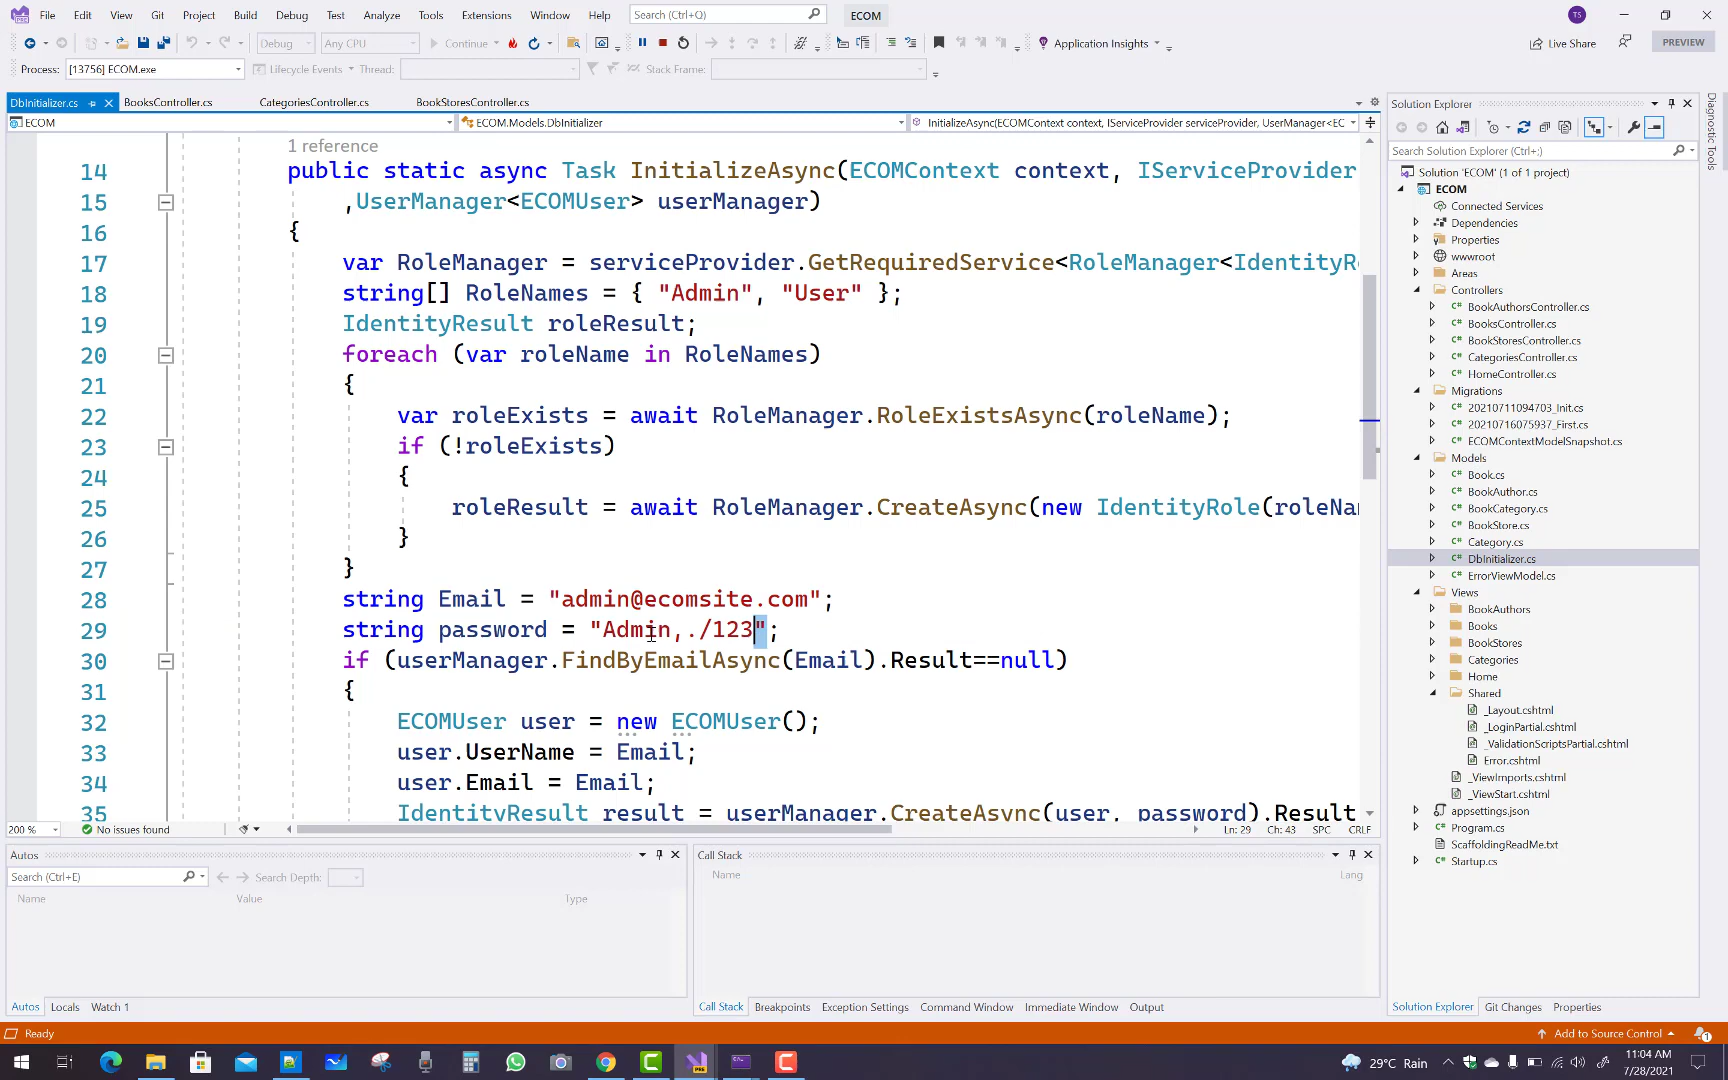 File Edit View Git Project Build Debug Test Analyze Tools Extensions Window Help Search (Ctrl+Q) ECOM TS
Debug Any CPU Continue Application Insights Live Share PREVIEW
Process: [13756] ECOM.exe Lifecycle Events Thread: Stack Frame:
DbInitializer.cs BooksController.cs CategoriesController.cs BookStoresController.cs
ECOM ECOM.Models.DbInitializer InitializeAsync(ECOMContext context, IServiceProvider serviceProvider, UserManager<EC
1 reference
14 public static async Task InitializeAsync(ECOMContext context, IServiceProvider
15 ,UserManager<ECOMUser> userManager)
16 {
17 var RoleManager = serviceProvider.GetRequiredService<RoleManager<IdentityR
18 string[] RoleNames = { "Admin", "User" };
19 IdentityResult roleResult;
20 foreach (var roleName in RoleNames)
21 {
22 var roleExists = await RoleManager.RoleExistsAsync(roleName);
23 if (!roleExists)
24 {
25 roleResult = await RoleManager.CreateAsync(new IdentityRole(roleNa
26 }
27 }
28 string Email = "admin@ecomsite.com";
29 string password = "Admin,./123";
30 if (userManager.FindByEmailAsync(Email).Result==null)
31 {
32 ECOMUser user = new ECOMUser();
33 user.UserName = Email;
34 user.Email = Email;
35 IdentityResult result = userManager.CreateAsync(user, password).Result
200 % No issues found Ln: 29 Ch: 43 SPC CRLF
Autos
Search (Ctrl+E) Search Depth:
Name Value Type
Autos Locals Watch 1
Call Stack
Name Lang
Call Stack Breakpoints Exception Settings Command Window Immediate Window Output
Solution Explorer
Search Solution Explorer (Ctrl+;)
Solution 'ECOM' (1 of 1 project)
ECOM
Connected Services
Dependencies
Properties
wwwroot
Areas
Controllers
BookAuthorsController.cs
BooksController.cs
BookStoresController.cs
CategoriesController.cs
HomeController.cs
Migrations
20210711094703_Init.cs
20210716075937_First.cs
ECOMContextModelSnapshot.cs
Models
Book.cs
BookAuthor.cs
BookCategory.cs
BookStore.cs
Category.cs
DbInitializer.cs
ErrorViewModel.cs
Views
BookAuthors
Books
BookStores
Categories
Home
Shared
_Layout.cshtml
_LoginPartial.cshtml
_ValidationScriptsPartial.cshtml
Error.cshtml
_ViewImports.cshtml
_ViewStart.cshtml
appsettings.json
Program.cs
ScaffoldingReadMe.txt
Startup.cs
Solution Explorer Git Changes Properties
Diagnostic Tools
Ready Add to Source Control 1
29°C Rain 11:04 AM
7/28/2021